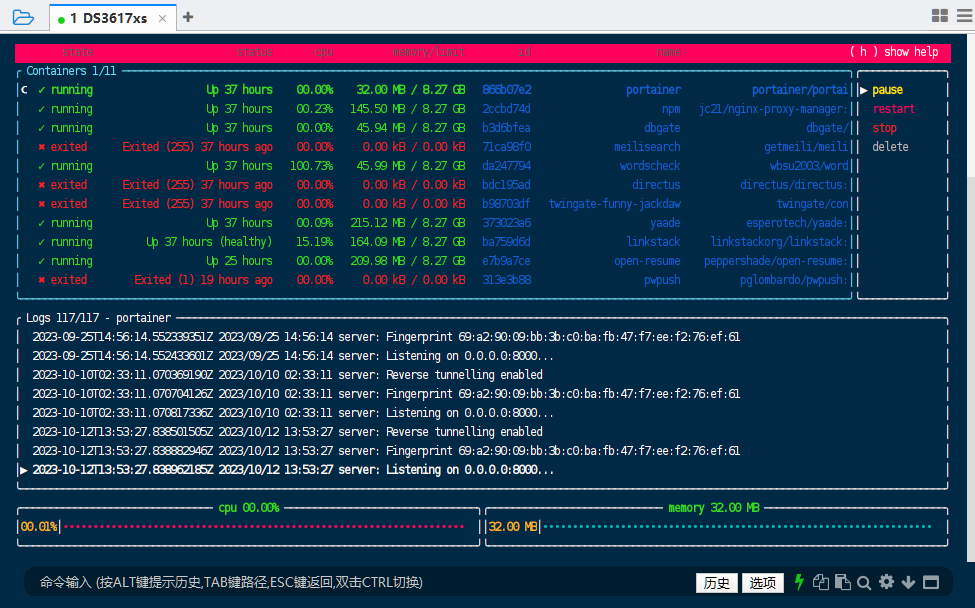 1 DS3617xs
state status cpu memory/limit id name ( h ) show help
Containers 1/11
C ✓ running Up 37 hours 00.00% 32.00 MB / 8.27 GB 866b07e2 portainer portainer/portai
✓ running Up 37 hours 00.23% 145.50 MB / 8.27 GB 2ccbd74d npm jc21/nginx-proxy-manager:
✓ running Up 37 hours 00.00% 45.94 MB / 8.27 GB b3d6bfea dbgate dbgate/
✖ exited Exited (255) 37 hours ago 00.00% 0.00 kB / 0.00 kB 71ca98f0 meilisearch getmeili/meili
✓ running Up 37 hours 100.73% 45.99 MB / 8.27 GB da247794 wordscheck wbsu2003/word
✖ exited Exited (255) 37 hours ago 00.00% 0.00 kB / 0.00 kB bdc195ad directus directus/directus:
✖ exited Exited (255) 37 hours ago 00.00% 0.00 kB / 0.00 kB b98703df twingate-funny-jackdaw twingate/con
✓ running Up 37 hours 00.09% 215.12 MB / 8.27 GB 373023a6 yaade esperotech/yaade:
✓ running Up 37 hours (healthy) 15.19% 164.09 MB / 8.27 GB ba759d6d linkstack linkstackorg/linkstack:
✓ running Up 25 hours 00.00% 209.98 MB / 8.27 GB e7b9a7ce open-resume peppershade/open-resume:
✖ exited Exited (1) 19 hours ago 00.00% 0.00 kB / 0.00 kB 313e3b88 pwpush pglombardo/pwpush:
▶ pause
restart
stop
delete
Logs 117/117 - portainer
2023-09-25T14:56:14.552339351Z 2023/09/25 14:56:14 server: Fingerprint 69:a2:90:09:bb:3b:c0:ba:fb:47:f7:ee:f2:76:ef:61
2023-09-25T14:56:14.552433601Z 2023/09/25 14:56:14 server: Listening on 0.0.0.0:8000...
2023-10-10T02:33:11.070369190Z 2023/10/10 02:33:11 server: Reverse tunnelling enabled
2023-10-10T02:33:11.070704126Z 2023/10/10 02:33:11 server: Fingerprint 69:a2:90:09:bb:3b:c0:ba:fb:47:f7:ee:f2:76:ef:61
2023-10-10T02:33:11.070817336Z 2023/10/10 02:33:11 server: Listening on 0.0.0.0:8000...
2023-10-12T13:53:27.838501505Z 2023/10/12 13:53:27 server: Reverse tunnelling enabled
2023-10-12T13:53:27.838882946Z 2023/10/12 13:53:27 server: Fingerprint 69:a2:90:09:bb:3b:c0:ba:fb:47:f7:ee:f2:76:ef:61
▶ 2023-10-12T13:53:27.838962185Z 2023/10/12 13:53:27 server: Listening on 0.0.0.0:8000...
cpu 00.00% memory 32.00 MB
00.01% 32.00 MB
命令输入 (按ALT键提示历史,TAB键路径,ESC键返回,双击CTRL切换) 历史 选项